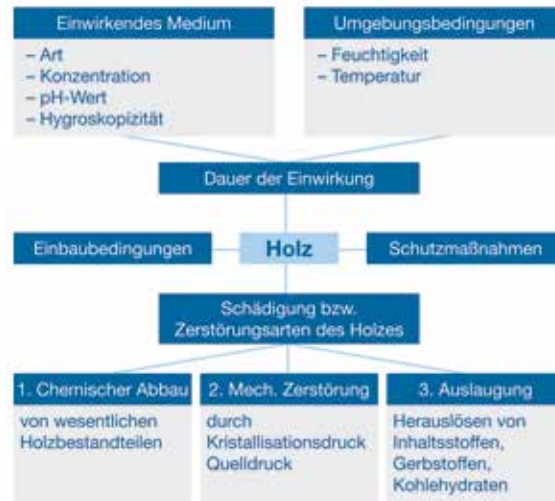 Einwirkendes Medium
– Art
– Konzentration
– pH-Wert
– Hygroskopizität
Umgebungsbedingungen
– Feuchtigkeit
– Temperatur
Dauer der Einwirkung
Einbaubedingungen
Holz
Schutzmaßnahmen
Schädigung bzw.
Zerstörungsarten des Holzes
1. Chemischer Abbau
von wesentlichen
Holzbestandteilen
2. Mech. Zerstörung
durch
Kristallisationsdruck
Quelldruck
3. Auslaugung
Herauslösen von
Inhaltsstoffen,
Gerbstoffen,
Kohlehydraten